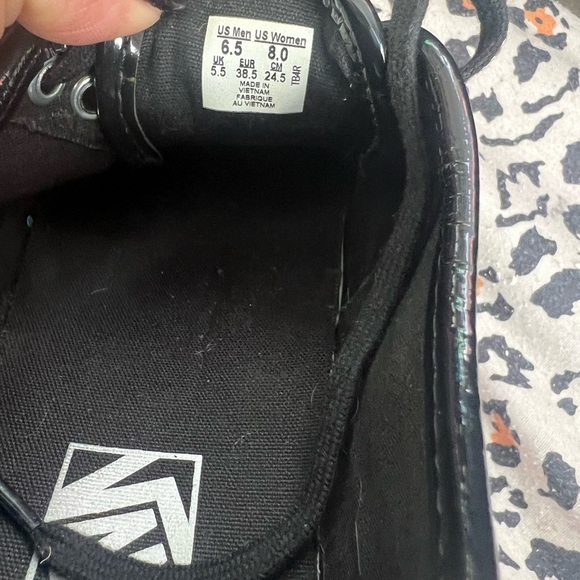 US Men US Women
6.5 8.0
UK EUR CM
5.5 38.5 24.5
MADE IN
VIETNAM
FABRIQUE
AU VIETNAM
TB4R